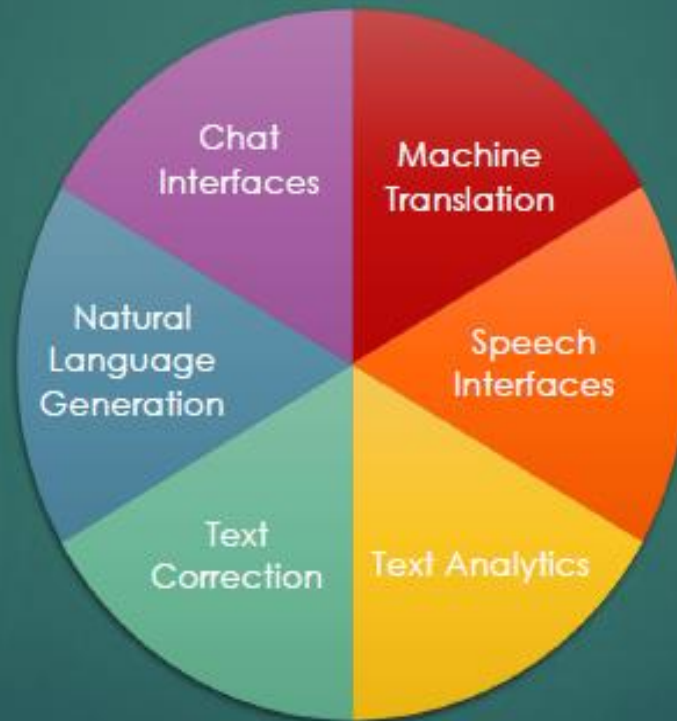 Chat
Interfaces
Machine
Translation
Natural
Language
Generation
Speech
Interfaces
Text
Correction
Text Analytics